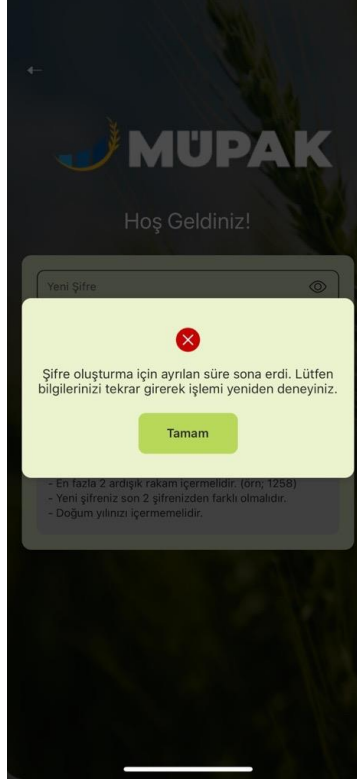 MÜPAK
Hoş Geldiniz!
Yeni Şifre
Şifre oluşturma için ayrılan süre sona erdi. Lütfen
bilgilerinizi tekrar girerek işlemi yeniden deneyiniz.
Tamam
- En fazla 2 ardışık rakam içermelidir. (örn; 1258)
- Yeni şifreniz son 2 şifrenizden farklı olmalıdır.
- Doğum yılınızı içermemelidir.